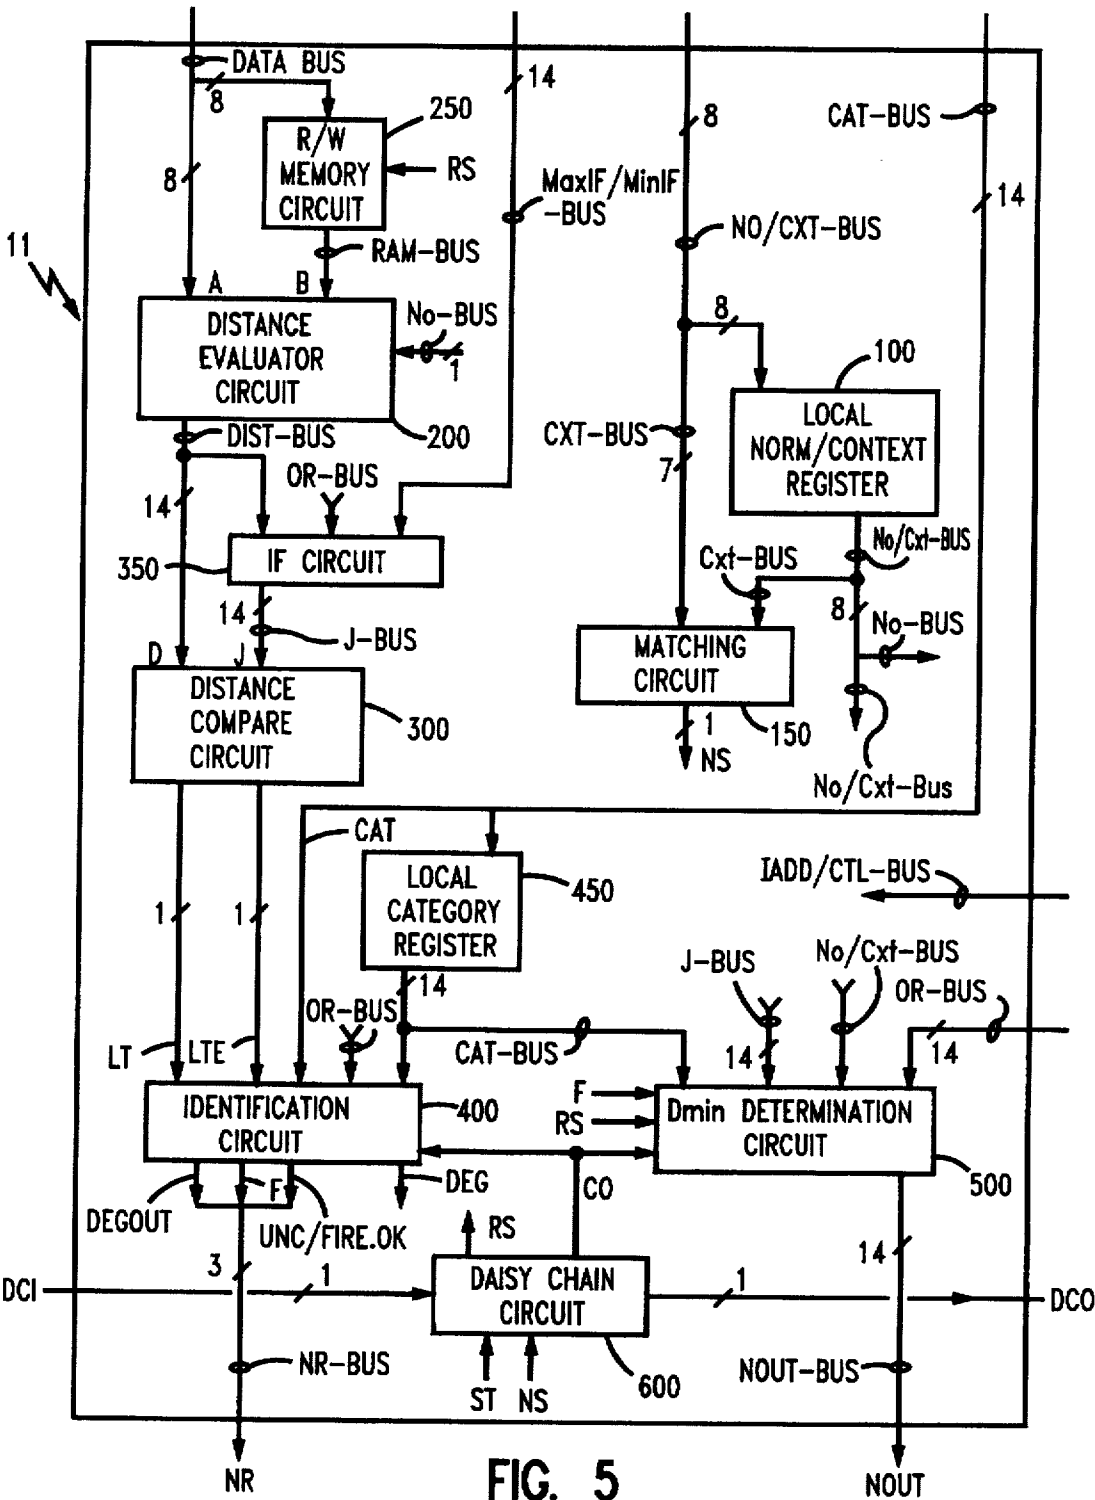 DATA BUS
8
14
8
CAT-BUS
250
R/W
MEMORY
CIRCUIT
RS
8
MaxIF/MinIF
-BUS
14
NO/CXT-BUS
11
RAM-BUS
A
B
No-BUS
1
DISTANCE
EVALUATOR
CIRCUIT
200
8
100
LOCAL
NORM/CONTEXT
REGISTER
DIST-BUS
OR-BUS
CXT-BUS
7
14
IF CIRCUIT
350
Cxt-BUS
No/Cxt-BUS
14
J-BUS
8
No-BUS
D
J
MATCHING
CIRCUIT
150
DISTANCE
COMPARE
CIRCUIT
300
1
NS
No/Cxt-Bus
CAT
LOCAL
CATEGORY
REGISTER
450
IADD/CTL-BUS
1
1
14
J-BUS
No/Cxt-BUS
OR-BUS
OR-BUS
LT
LTE
CAT-BUS
14
14
IDENTIFICATION
CIRCUIT
400
F
RS
Dmin DETERMINATION
CIRCUIT
500
DEGOUT
F
UNC/FIRE.OK
DEG
CO
RS
3
1
14
DCI
DAISY CHAIN
CIRCUIT
1
DCO
NR-BUS
ST
NS
600
NOUT-BUS
NR
FIG. 5
NOUT